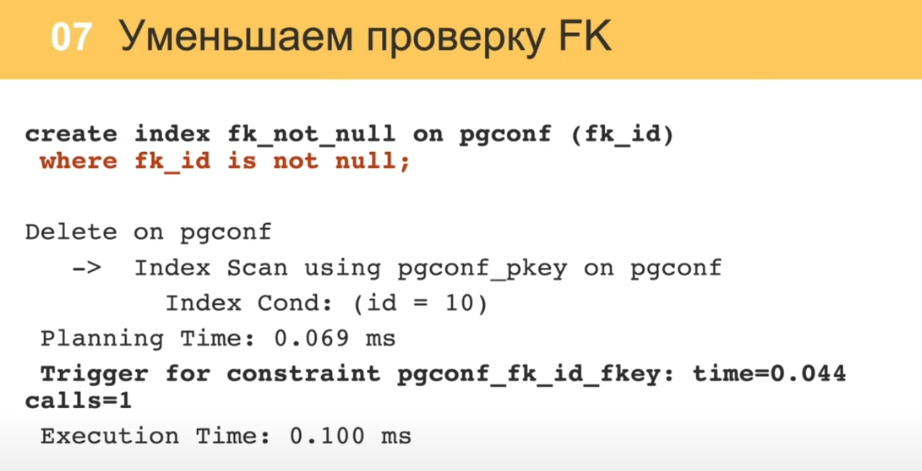 07 Уменьшаем проверку FK
create index fk_not_null on pgconf (fk_id)
where fk_id is not null;
Delete on pgconf
-> Index Scan using pgconf_pkey on pgconf
Index Cond: (id = 10)
Planning Time: 0.069 ms
Trigger for constraint pgconf_fk_id_fkey: time=0.044
calls=1
Execution Time: 0.100 ms